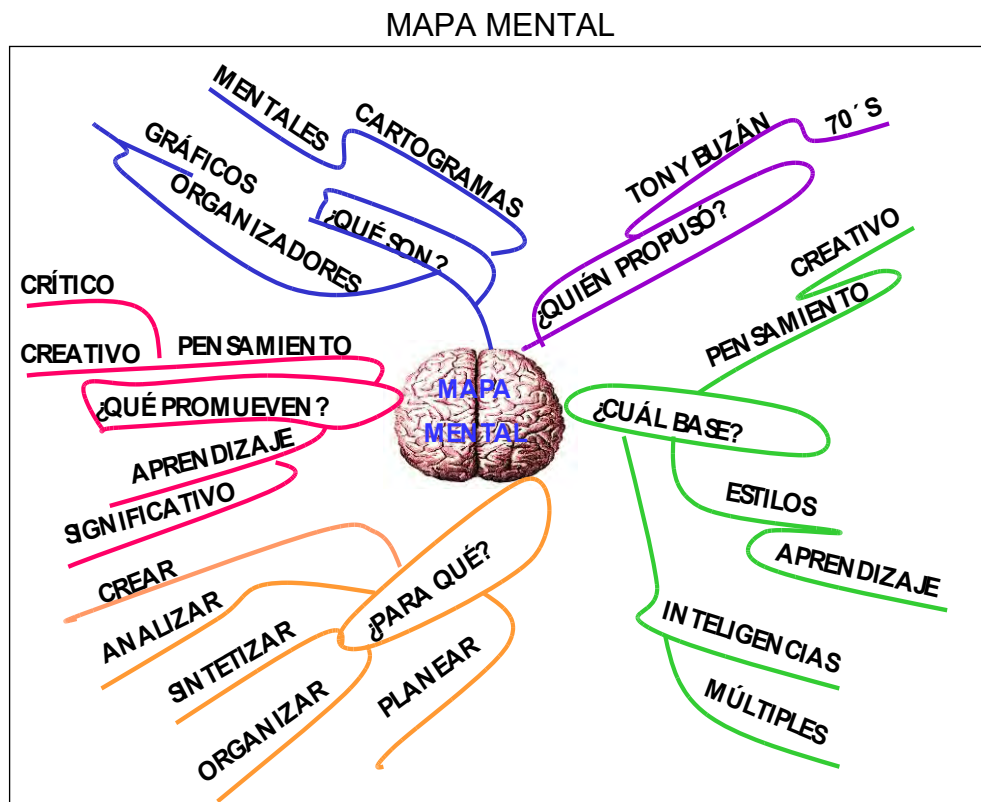 MAPA MENTAL
MAPA
MENTAL
¿QUÉ SON?
CARTOGRAMAS
MENTALES
ORGANIZADORES
GRÁFICOS
¿QUIÉN PROPUSÓ?
TONY BUZÁN
70´S
¿CUÁL BASE?
PENSAMIENTO
CREATIVO
ESTILOS
APRENDIZAJE
INTELIGENCIAS
MÚLTIPLES
¿PARA QUÉ?
PLANEAR
ORGANIZAR
SINTETIZAR
ANALIZAR
CREAR
¿QUÉ PROMUEVEN?
APRENDIZAJE
SIGNIFICATIVO
PENSAMIENTO
CREATIVO
CRÍTICO